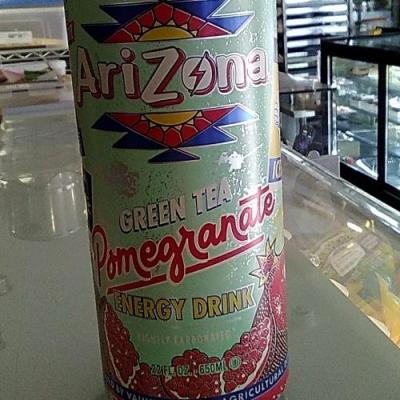 AriZona
GREEN TEA
Pomegranate
ENERGY DRINK
LIGHTLY CARBONATED
22 FL. OZ. (650ML)